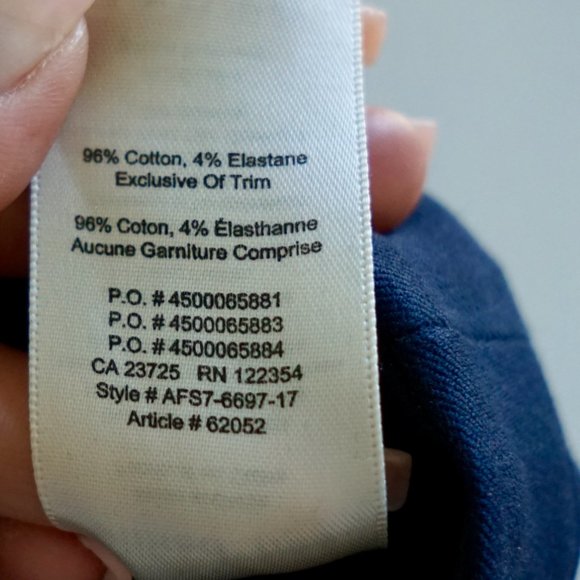 96% Cotton, 4% Elastane
Exclusive Of Trim
96% Coton, 4% Élasthanne
Aucune Garniture Comprise
P.O. # 4500065881
P.O. # 4500065883
P.O. # 4500065884
CA 23725 RN 122354
Style # AFS7-6697-17
Article # 62052